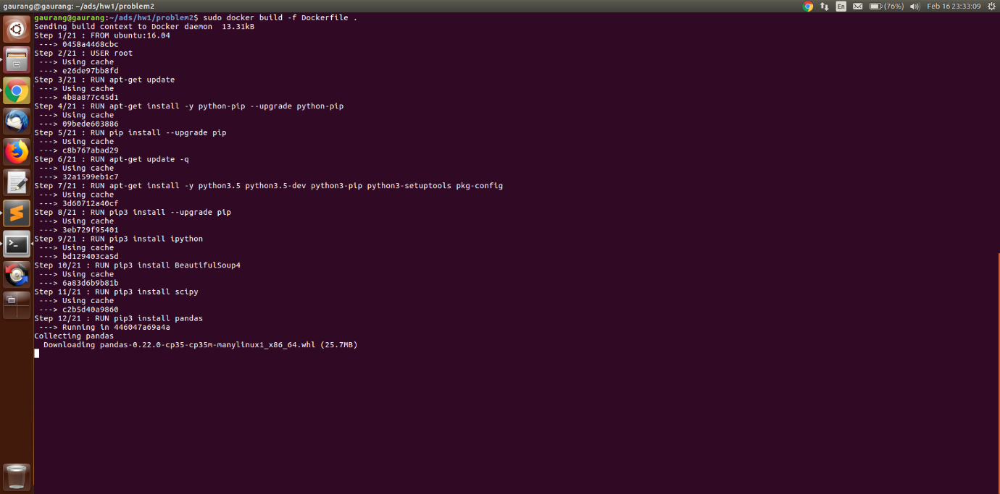 gaurang@gaurang: ~/ads/hw1/problem2
En
(76%)
Feb 16 23:33:09
gaurang@gaurang:~/ads/hw1/problem2$ sudo docker build -f Dockerfile .
Sending build context to Docker daemon  13.31kB
Step 1/21 : FROM ubuntu:16.04
 ---> 0458a4468cbc
Step 2/21 : USER root
 ---> Using cache
 ---> e26de97bb8fd
Step 3/21 : RUN apt-get update
 ---> Using cache
 ---> 4b8a877c45d1
Step 4/21 : RUN apt-get install -y python-pip --upgrade python-pip
 ---> Using cache
 ---> 09bede603886
Step 5/21 : RUN pip install --upgrade pip
 ---> Using cache
 ---> c8b767abad29
Step 6/21 : RUN apt-get update -q
 ---> Using cache
 ---> 32a1599eb1c7
Step 7/21 : RUN apt-get install -y python3.5 python3.5-dev python3-pip python3-setuptools pkg-config
 ---> Using cache
 ---> 3d60712a40cf
Step 8/21 : RUN pip3 install --upgrade pip
 ---> Using cache
 ---> 3eb729f95401
Step 9/21 : RUN pip3 install ipython
 ---> Using cache
 ---> bd129403ca5d
Step 10/21 : RUN pip3 install BeautifulSoup4
 ---> Using cache
 ---> 6a83d6b9b81b
Step 11/21 : RUN pip3 install scipy
 ---> Using cache
 ---> c2b5d40a9860
Step 12/21 : RUN pip3 install pandas
 ---> Running in 446047a69a4a
Collecting pandas
  Downloading pandas-0.22.0-cp35-cp35m-manylinux1_x86_64.whl (25.7MB)